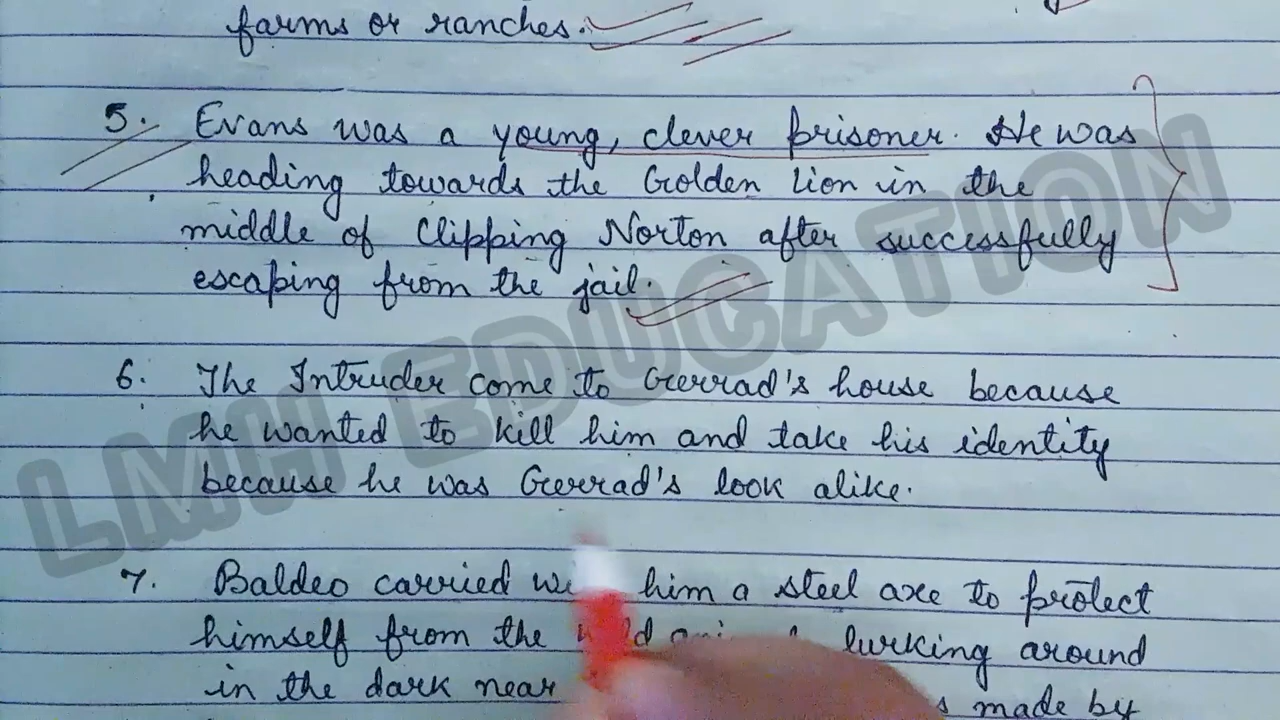 farms or ranches.
5. Evans was a young, clever prisoner. He was
heading towards the Golden Lion in the
middle of Clipping Norton after successfully
escaping from the jail.
6. The Intruder come to Gerrad's house because
he wanted to kill him and take his identity
because he was Gerrad's look alike.
7. Baldeo carried him a steel axe to protect
himself from the lurking around
in the dark near made by
LMH EDUCATION